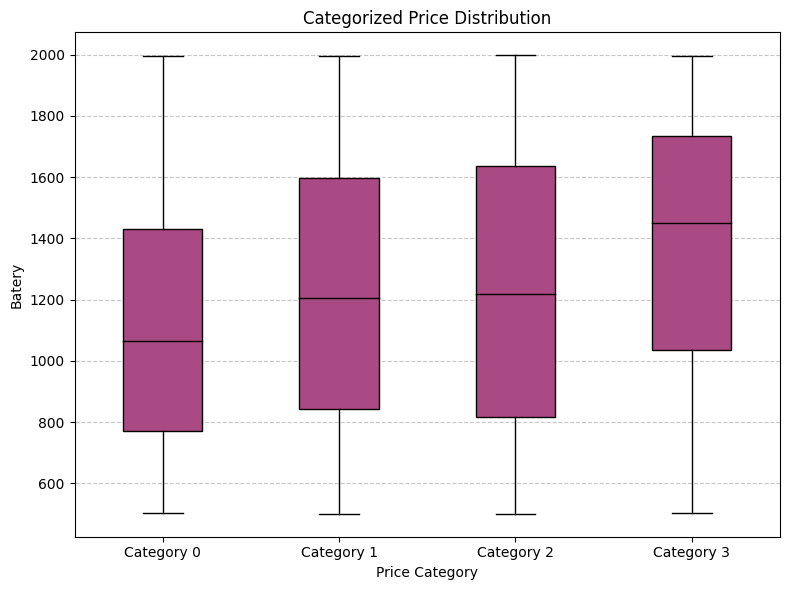 Categorized Price Distribution
2000
1800
1600
1400
1200
1000
800
600
Batery
Category 0
Category 1
Category 2
Category 3
Price Category